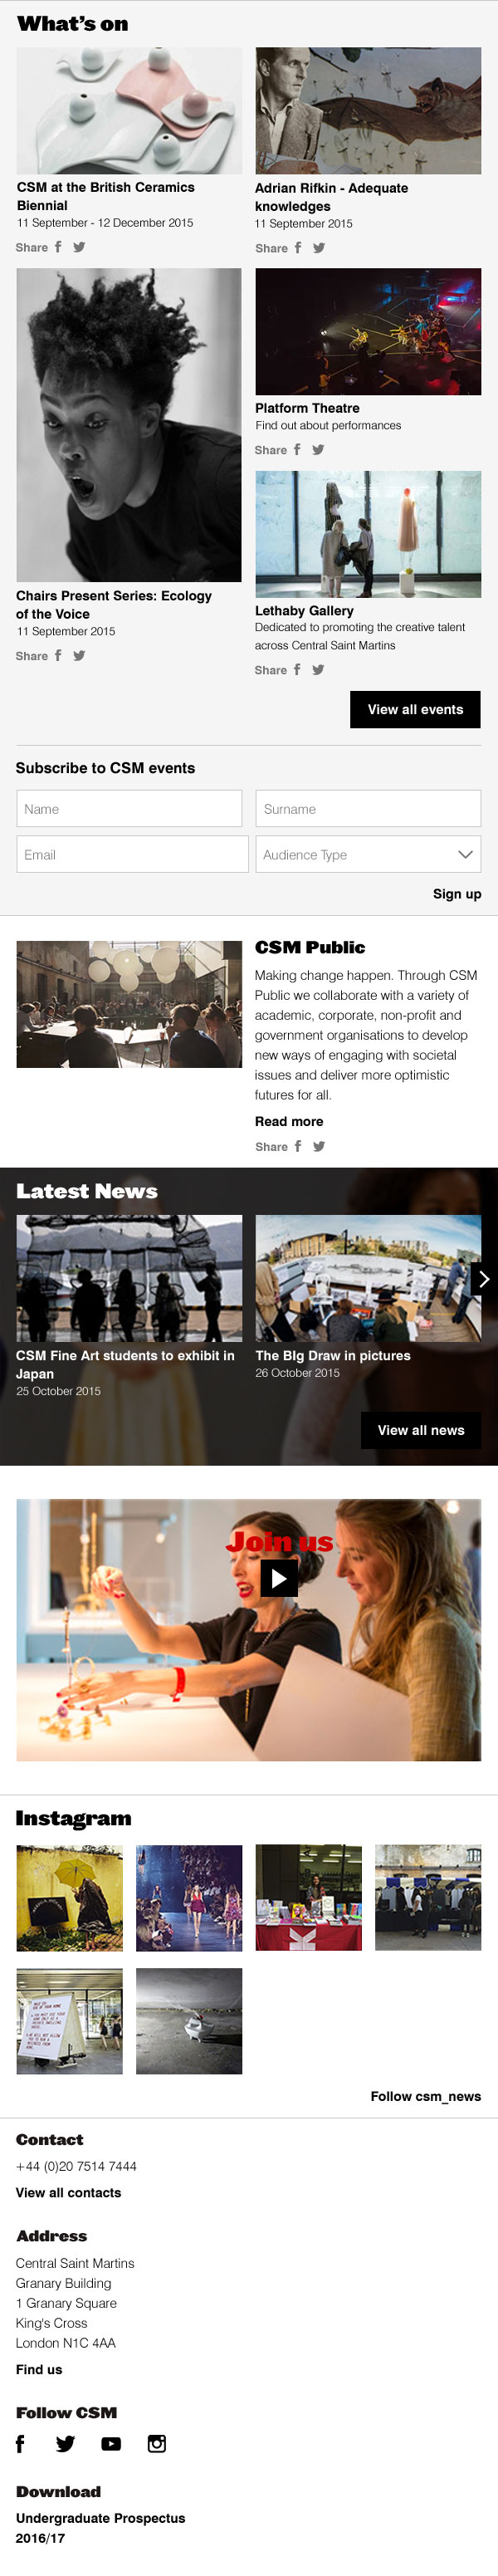 What's on
CSM at the British Ceramics
Biennial
11 September - 12 December 2015
Share
Adrian Rifkin - Adequate
knowledges
11 September 2015
Share
Platform Theatre
Find out about performances
Share
Chairs Present Series: Ecology
of the Voice
11 September 2015
Share
Lethaby Gallery
Dedicated to promoting the creative talent
across Central Saint Martins
Share
View all events
Subscribe to CSM events
Name
Surname
Email
Audience Type
Sign up
CSM Public
Making change happen. Through CSM
Public we collaborate with a variety of
academic, corporate, non-profit and
government organisations to develop
new ways of engaging with societal
issues and deliver more optimistic
futures for all.
Read more
Share
Latest News
CSM Fine Art students to exhibit in
Japan
25 October 2015
The BIg Draw in pictures
26 October 2015
View all news
Join us
Instagram
Follow csm_news
Contact
+44 (0)20 7514 7444
View all contacts
Address
Central Saint Martins
Granary Building
1 Granary Square
King's Cross
London N1C 4AA
Find us
Follow CSM
Download
Undergraduate Prospectus
2016/17